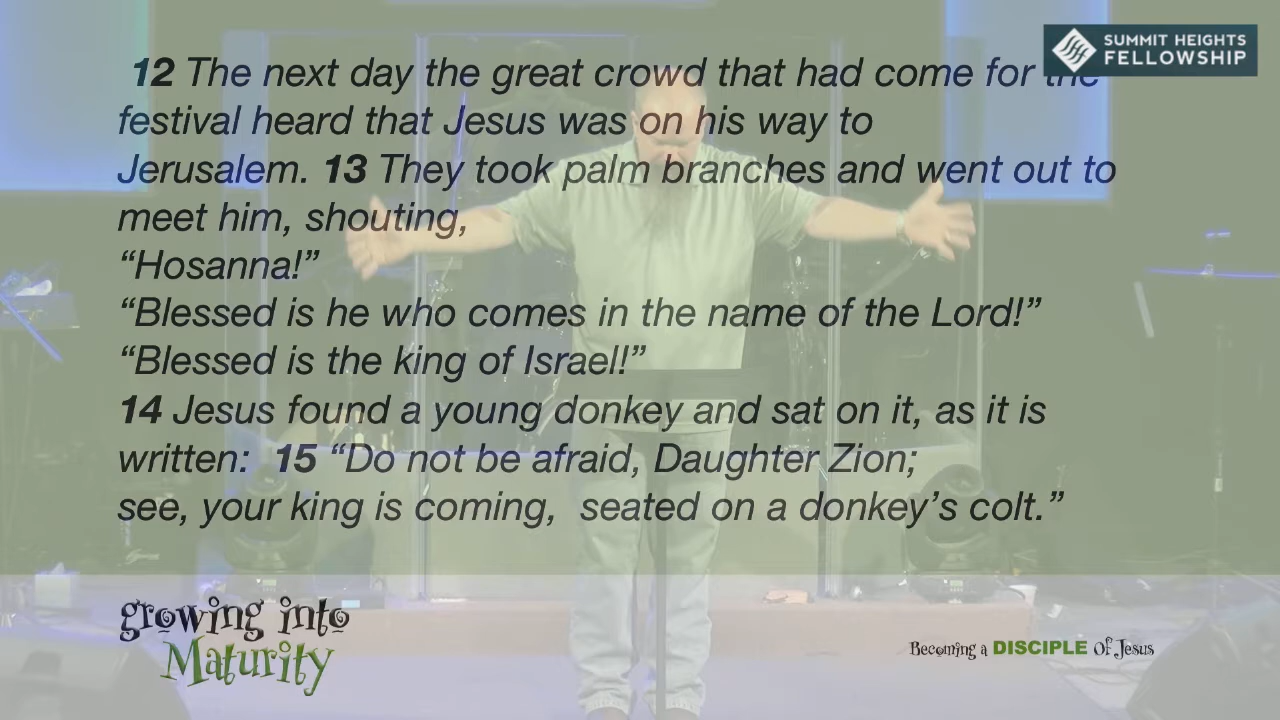 SUMMIT HEIGHTS
FELLOWSHIP
12 The next day the great crowd that had come for the
festival heard that Jesus was on his way to
Jerusalem. 13 They took palm branches and went out to
meet him, shouting,
“Hosanna!”
“Blessed is he who comes in the name of the Lord!”
“Blessed is the king of Israel!”
14 Jesus found a young donkey and sat on it, as it is
written:  15 “Do not be afraid, Daughter Zion;
see, your king is coming,  seated on a donkey’s colt.”
growing into
Maturity
Becoming a DISCIPLE Of Jesus